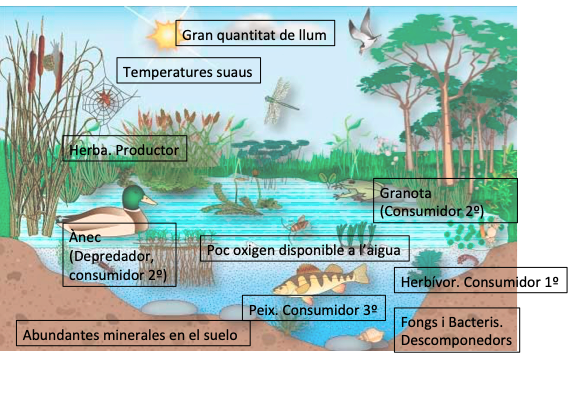 Gran quantitat de llum
Temperatures suaus
Herba. Productor
Granota
(Consumidor 2º)
Ànec
(Depredador,
consumidor 2º)
Poc oxigen disponible a l’aigua
Herbívor. Consumidor 1º
Peix. Consumidor 3º
Fongs i Bacteris.
Descomponedors
Abundantes minerales en el suelo